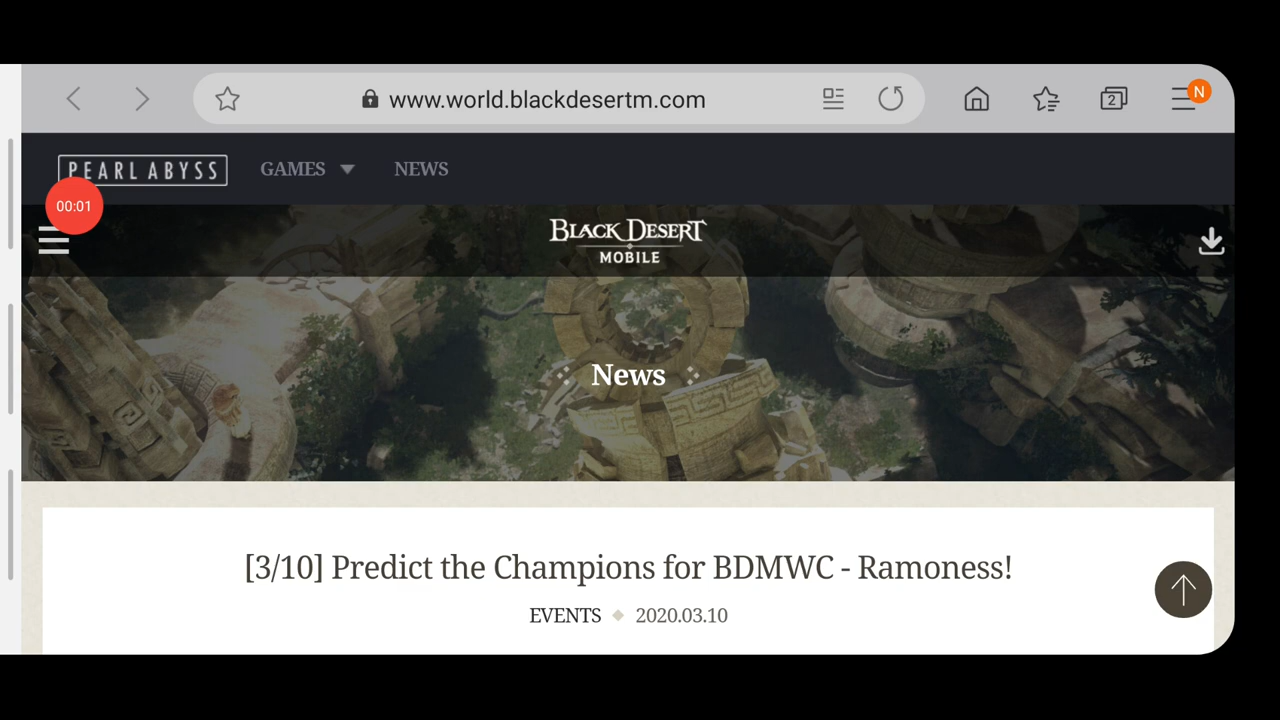 www.world.blackdesertm.com
2
N
PEARL ABYSS
GAMES
NEWS
00:01
BLACK DESERT
MOBILE
News
[3/10] Predict the Champions for BDMWC - Ramoness!
EVENTS
2020.03.10